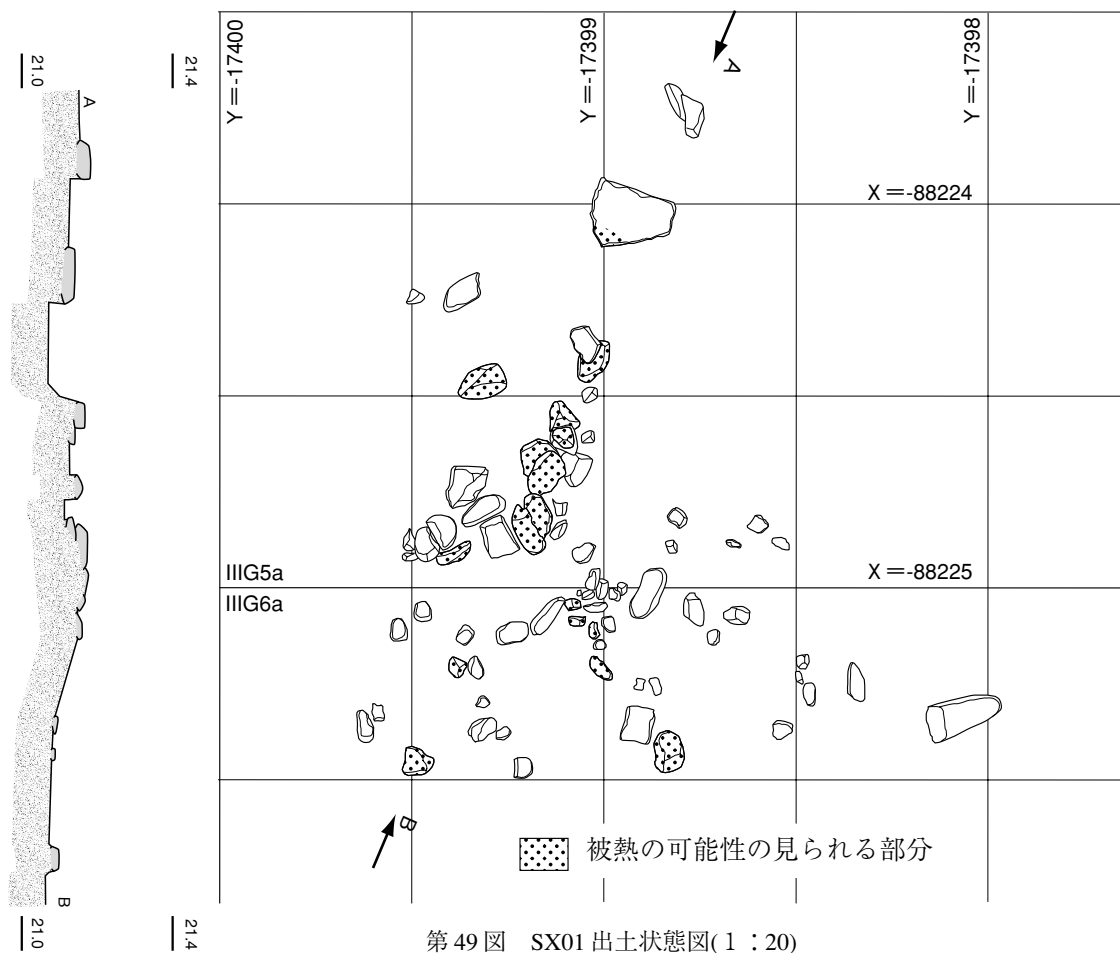 21.0
21.4
A
Y＝-17400
Y＝-17399
A
Y＝-17398
X＝-88224
IIIG5a
X＝-88225
IIIG6a
B
被熱の可能性の見られる部分
B
21.0
21.4
第49図　SX01出土状態図(１：20)